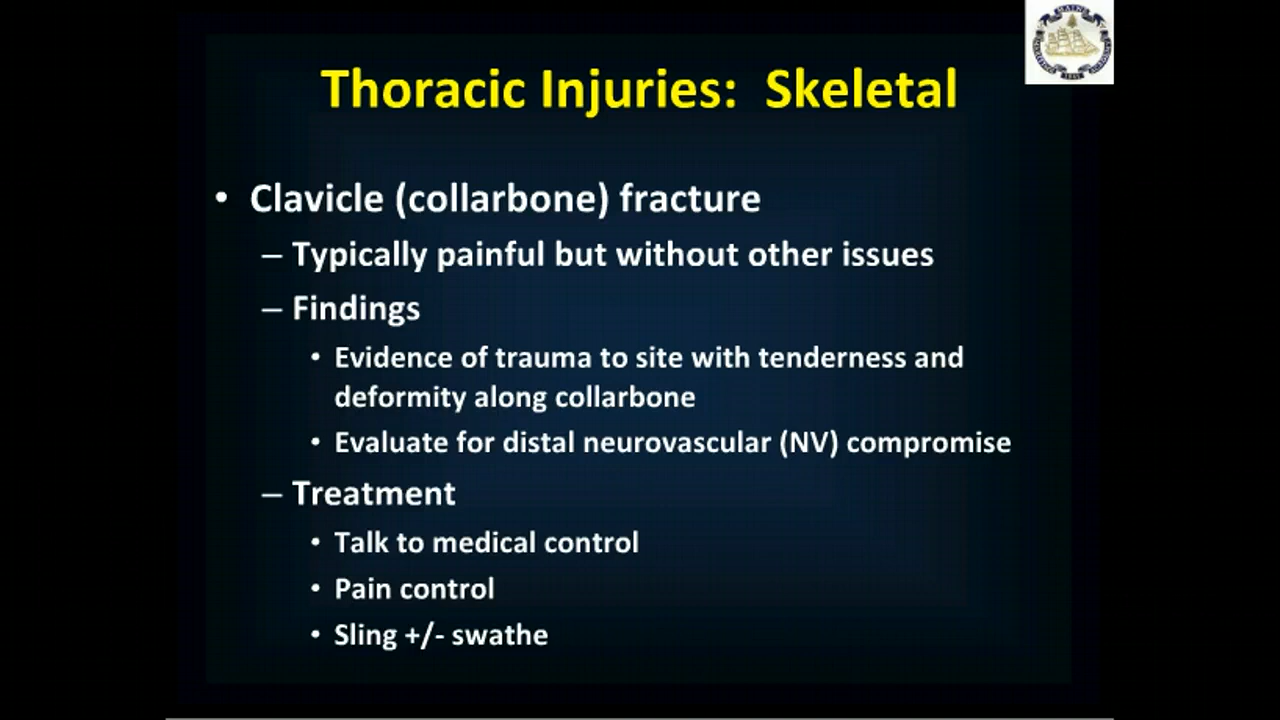 MAINE
Thoracic Injuries: Skeletal
• Clavicle (collarbone) fracture
– Typically painful but without other issues
– Findings
• Evidence of trauma to site with tenderness and
deformity along collarbone
• Evaluate for distal neurovascular (NV) compromise
– Treatment
• Talk to medical control
• Pain control
• Sling +/- swathe